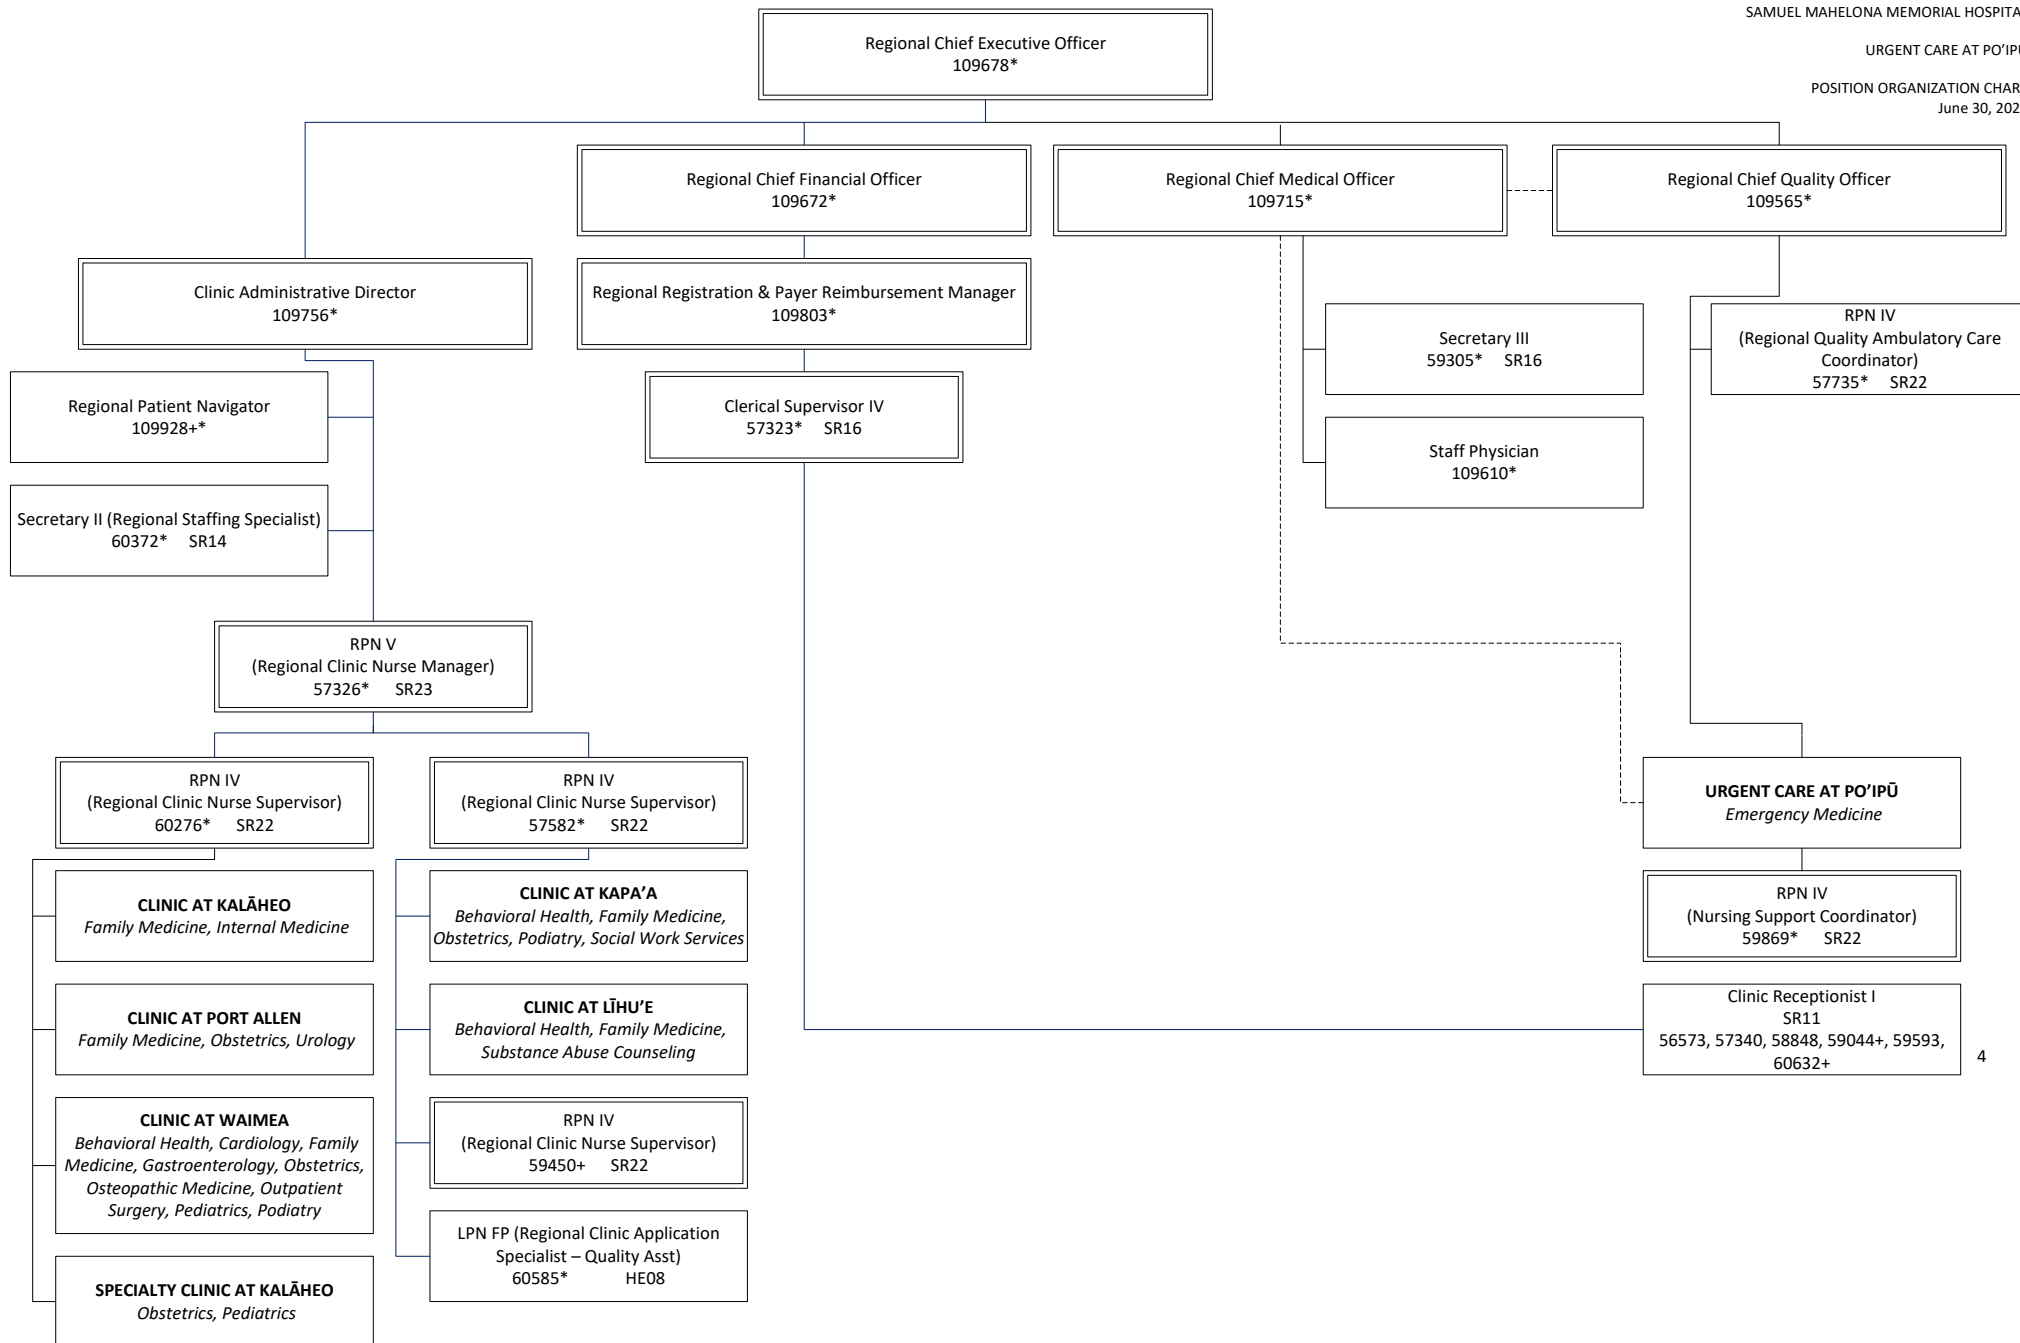 SAMUEL MAHELONA MEMORIAL HOSPITA
URGENT CARE AT PO’IP
POSITION ORGANIZATION CHAR
June 30, 202
Regional Chief Executive Officer
109678*
Regional Chief Financial Officer
109672*
Regional Chief Medical Officer
109715*
Regional Chief Quality Officer
109565*
Clinic Administrative Director
109756*
Regional Registration & Payer Reimbursement Manager
109803*
Secretary III
59305* SR16
RPN IV
(Regional Quality Ambulatory Care
Coordinator)
57735* SR22
Regional Patient Navigator
109928+*
Clerical Supervisor IV
57323* SR16
Staff Physician
109610*
Secretary II (Regional Staffing Specialist)
60372* SR14
RPN V
(Regional Clinic Nurse Manager)
57326* SR23
RPN IV
(Regional Clinic Nurse Supervisor)
60276* SR22
RPN IV
(Regional Clinic Nurse Supervisor)
57582* SR22
URGENT CARE AT PO’IPŪ
Emergency Medicine
CLINIC AT KALĀHEO
Family Medicine, Internal Medicine
CLINIC AT KAPA’A
Behavioral Health, Family Medicine,
Obstetrics, Podiatry, Social Work Services
RPN IV
(Nursing Support Coordinator)
59869* SR22
CLINIC AT PORT ALLEN
Family Medicine, Obstetrics, Urology
CLINIC AT LĪHU’E
Behavioral Health, Family Medicine,
Substance Abuse Counseling
Clinic Receptionist I
SR11
56573, 57340, 58848, 59044+, 59593,
60632+
4
CLINIC AT WAIMEA
Behavioral Health, Cardiology, Family
Medicine, Gastroenterology, Obstetrics,
Osteopathic Medicine, Outpatient
Surgery, Pediatrics, Podiatry
RPN IV
(Regional Clinic Nurse Supervisor)
59450+ SR22
LPN FP (Regional Clinic Application
Specialist – Quality Asst)
60585* HE08
SPECIALTY CLINIC AT KALĀHEO
Obstetrics, Pediatrics